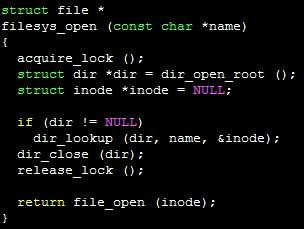 struct file *
filesys_open (const char *name)
{
  acquire_lock ();
  struct dir *dir = dir_open_root ();
  struct inode *inode = NULL;

  if (dir != NULL)
    dir_lookup (dir, name, &inode);
  dir_close (dir);
  release_lock ();

  return file_open (inode);
}